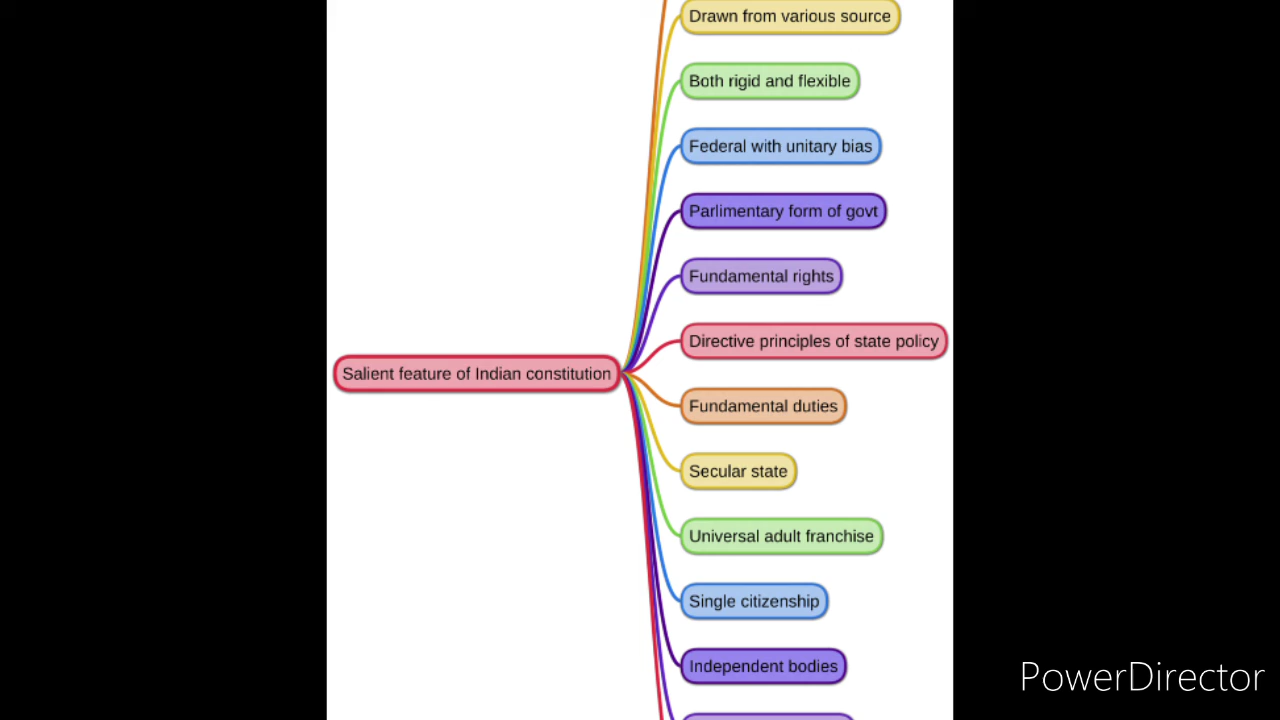 Drawn from various source
Both rigid and flexible
Federal with unitary bias
Parlimentary form of govt
Fundamental rights
Directive principles of state policy
Salient feature of Indian constitution
Fundamental duties
Secular state
Universal adult franchise
Single citizenship
Independent bodies
PowerDirector